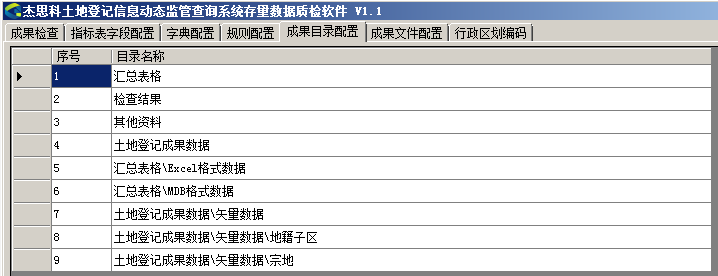 杰思科土地登记信息动态监管查询系统存量数据质检软件 V1.1
成果检查 指标表字段配置 字典配置 规则配置 成果目录配置 成果文件配置 行政区划编码
序号 目录名称
1 汇总表格
2 检查结果
3 其他资料
4 土地登记成果数据
5 汇总表格\Excel格式数据
6 汇总表格\MDB格式数据
7 土地登记成果数据\矢量数据
8 土地登记成果数据\矢量数据\地籍子区
9 土地登记成果数据\矢量数据\宗地